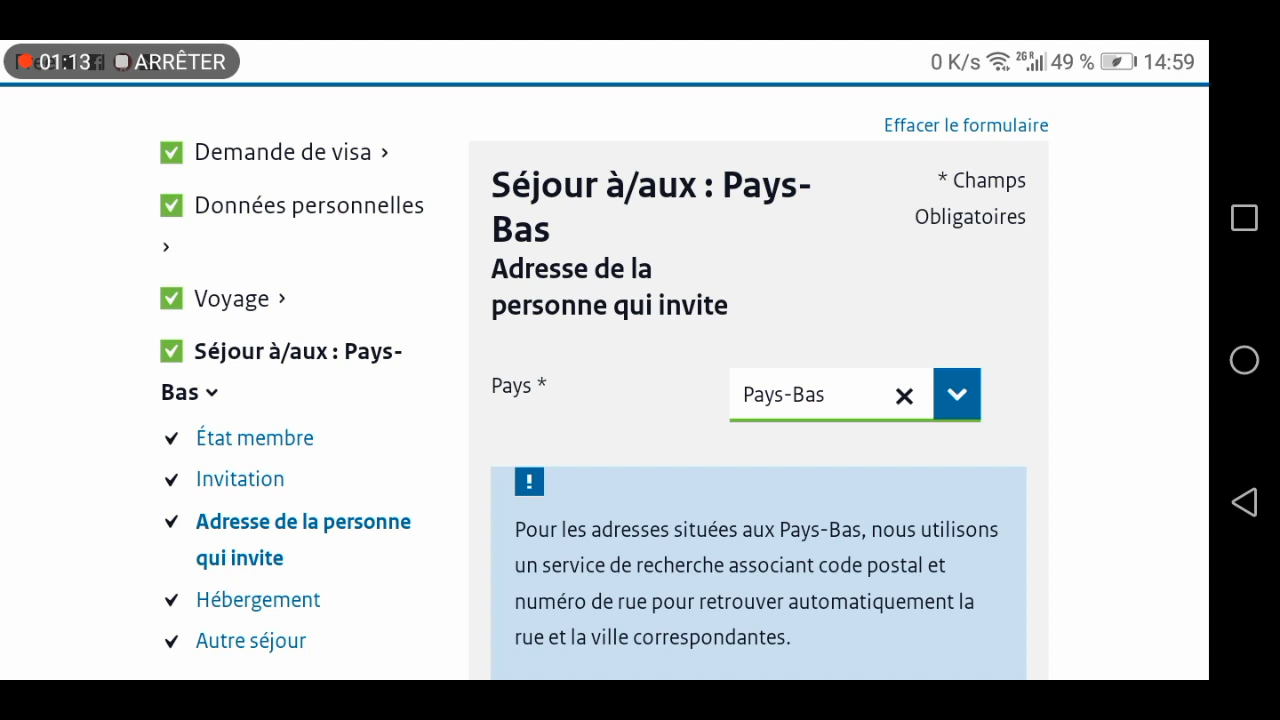 01:13 ARRÊTER
0 K/s 2G R 49 % 14:59
Effacer le formulaire
Demande de visa ›
Données personnelles
›
Voyage ›
Séjour à/aux : Pays-
Bas
État membre
Invitation
Adresse de la personne
qui invite
Hébergement
Autre séjour
Séjour à/aux : Pays-
Bas
Adresse de la
personne qui invite
* Champs
Obligatoires
Pays *
Pays-Bas
!
Pour les adresses situées aux Pays-Bas, nous utilisons
un service de recherche associant code postal et
numéro de rue pour retrouver automatiquement la
rue et la ville correspondantes.